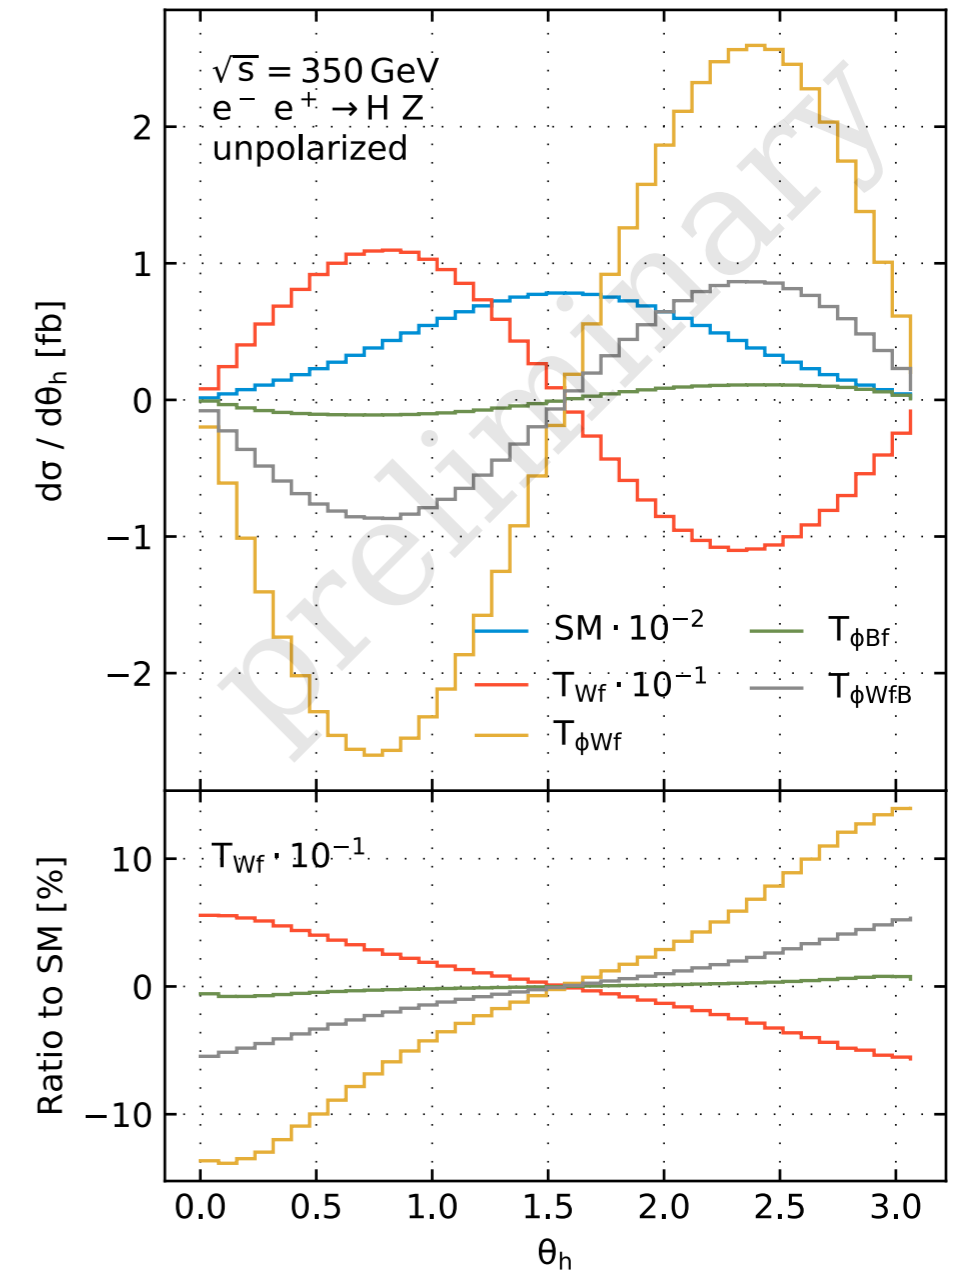 √s = 350 GeV
e⁻ e⁺ → H Z
unpolarized
preliminary
2
1
0
−1
−2
dσ / dθₕ [fb]
SM · 10⁻²
T_Wf · 10⁻¹
T_ϕWf
T_ϕBf
T_ϕWfB
T_Wf · 10⁻¹
10
0
−10
Ratio to SM [%]
0.0 0.5 1.0 1.5 2.0 2.5 3.0
θₕ